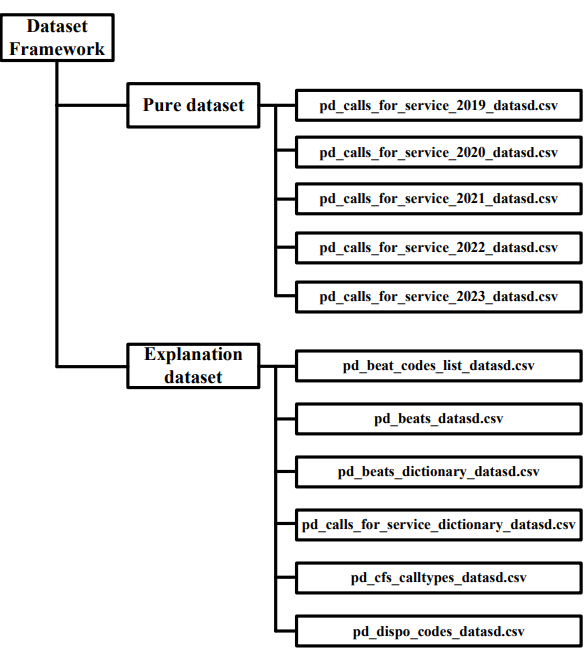 Dataset
Framework
Pure dataset
pd_calls_for_service_2019_datasd.csv
pd_calls_for_service_2020_datasd.csv
pd_calls_for_service_2021_datasd.csv
pd_calls_for_service_2022_datasd.csv
pd_calls_for_service_2023_datasd.csv
Explanation
dataset
pd_beat_codes_list_datasd.csv
pd_beats_datasd.csv
pd_beats_dictionary_datasd.csv
pd_calls_for_service_dictionary_datasd.csv
pd_cfs_calltypes_datasd.csv
pd_dispo_codes_datasd.csv